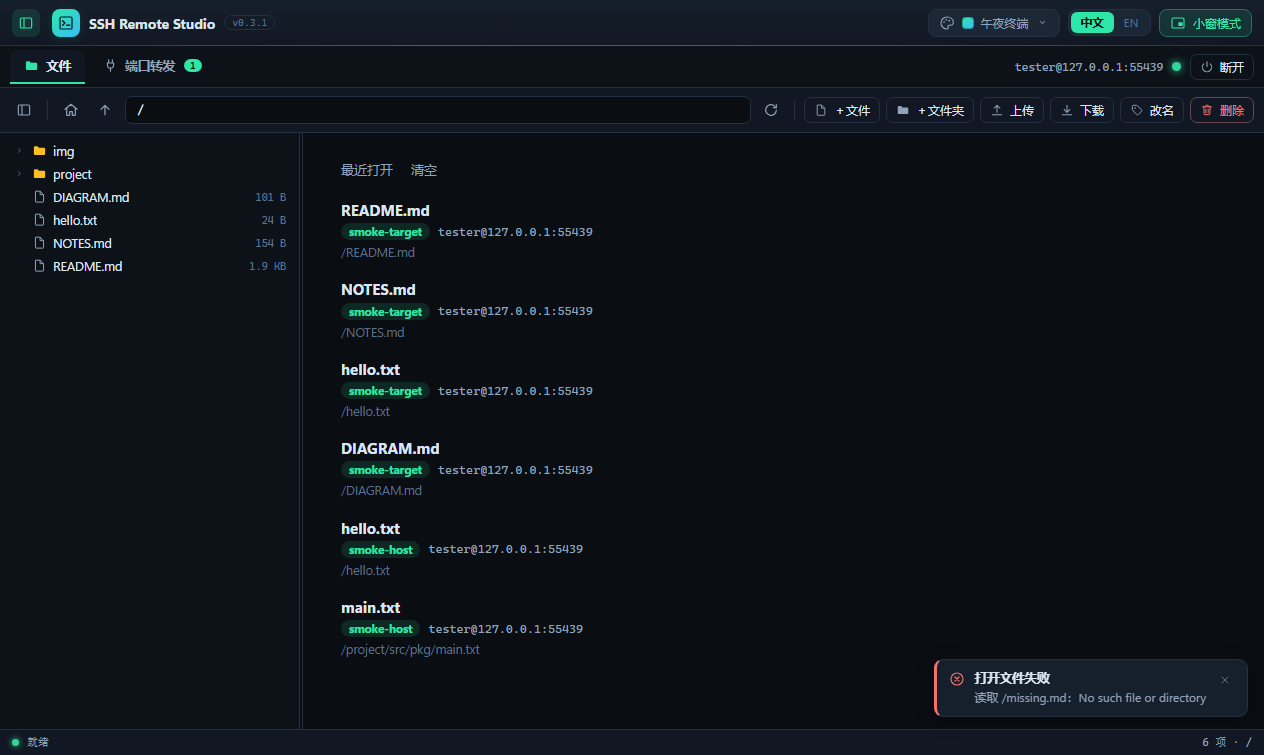 SSH Remote Studio v0.3.1 午夜终端 中文 EN 小窗模式
文件 端口转发 1 tester@127.0.0.1:55439 断开
/ +文件 +文件夹 上传 下载 改名 删除
img
project
DIAGRAM.md 101 B
hello.txt 24 B
NOTES.md 154 B
README.md 1.9 KB
最近打开 清空
README.md
smoke-target tester@127.0.0.1:55439
/README.md
NOTES.md
smoke-target tester@127.0.0.1:55439
/NOTES.md
hello.txt
smoke-target tester@127.0.0.1:55439
/hello.txt
DIAGRAM.md
smoke-target tester@127.0.0.1:55439
/DIAGRAM.md
hello.txt
smoke-host tester@127.0.0.1:55439
/hello.txt
main.txt
smoke-host tester@127.0.0.1:55439
/project/src/pkg/main.txt
打开文件失败
读取 /missing.md：No such file or directory
就绪 6 项 · /